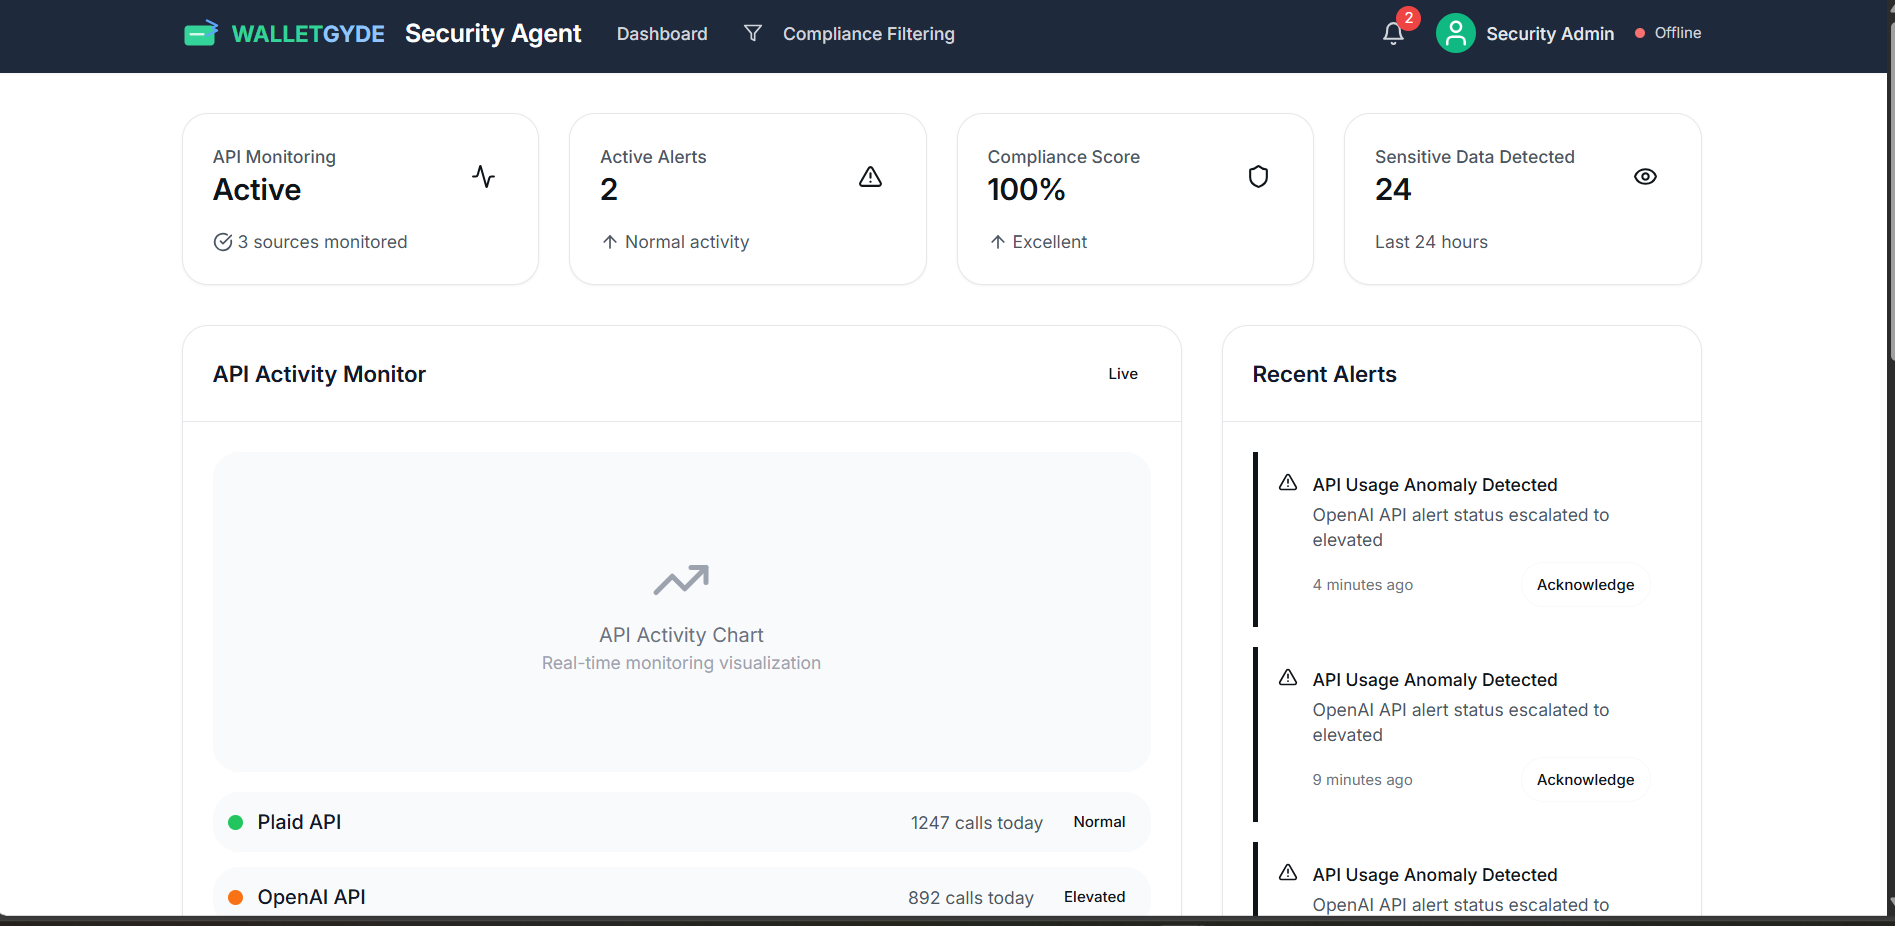 WALLETGYDE Security Agent Dashboard Compliance Filtering 2 Security Admin Offline
API Monitoring
Active
3 sources monitored
Active Alerts
2
Normal activity
Compliance Score
100%
Excellent
Sensitive Data Detected
24
Last 24 hours
API Activity Monitor Live
API Activity Chart
Real-time monitoring visualization
Plaid API 1247 calls today Normal
OpenAI API 892 calls today Elevated
Recent Alerts
API Usage Anomaly Detected
OpenAI API alert status escalated to
elevated
4 minutes ago Acknowledge
API Usage Anomaly Detected
OpenAI API alert status escalated to
elevated
9 minutes ago Acknowledge
API Usage Anomaly Detected
OpenAI API alert status escalated to